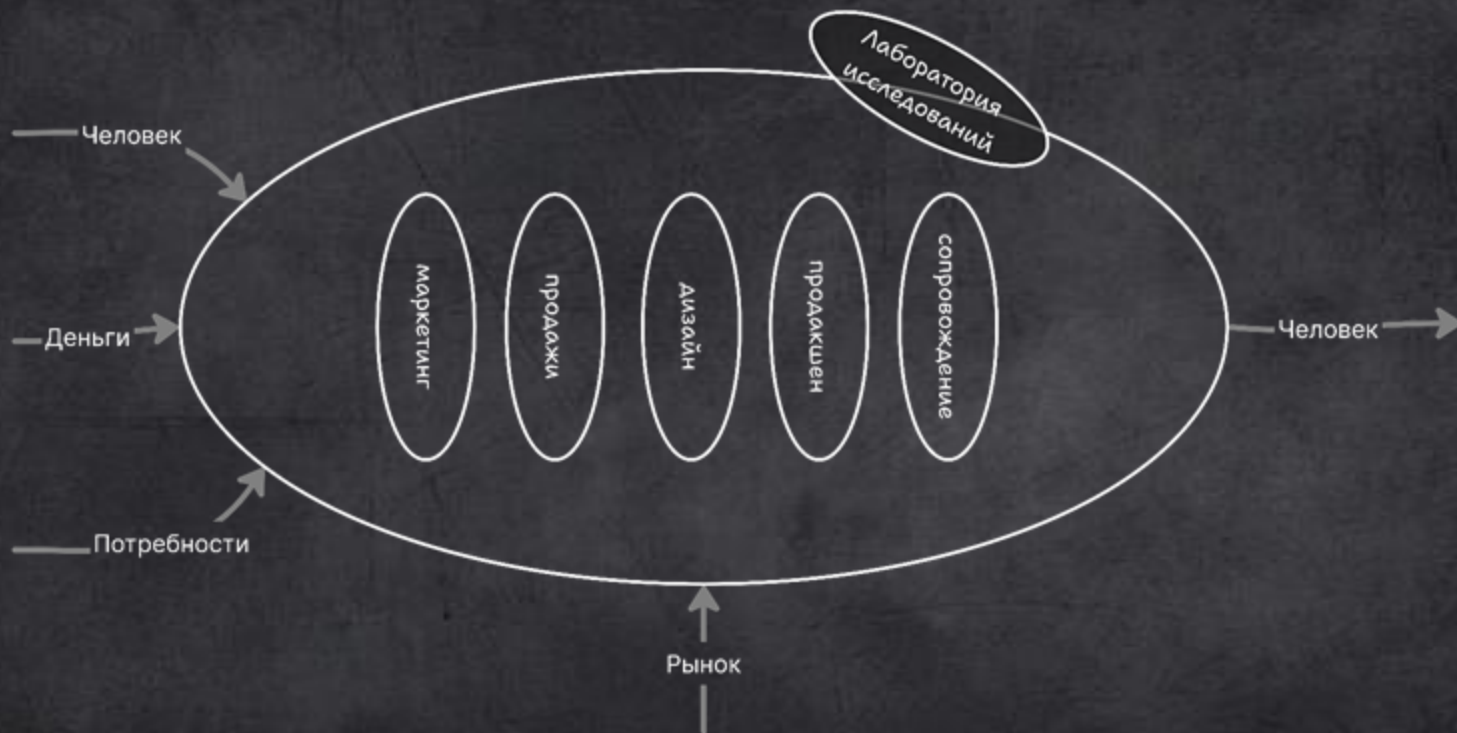 Лаборатория
исследований
Человек
маркетинг
продажи
дизайн
продакшен
сопровождение
Деньги
Человек
Потребности
Рынок